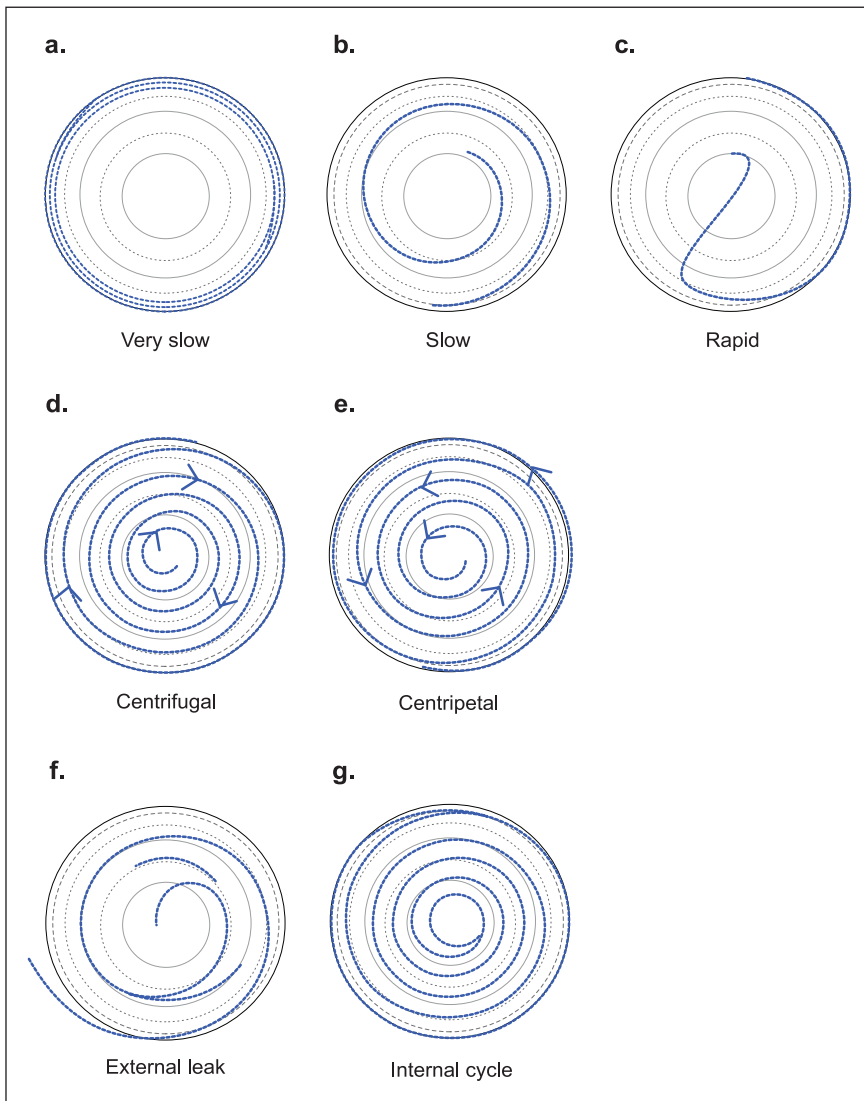 a.
b.
c.
Very slow
Slow
Rapid
d.
e.
Centrifugal
Centripetal
f.
g.
External leak
Internal cycle